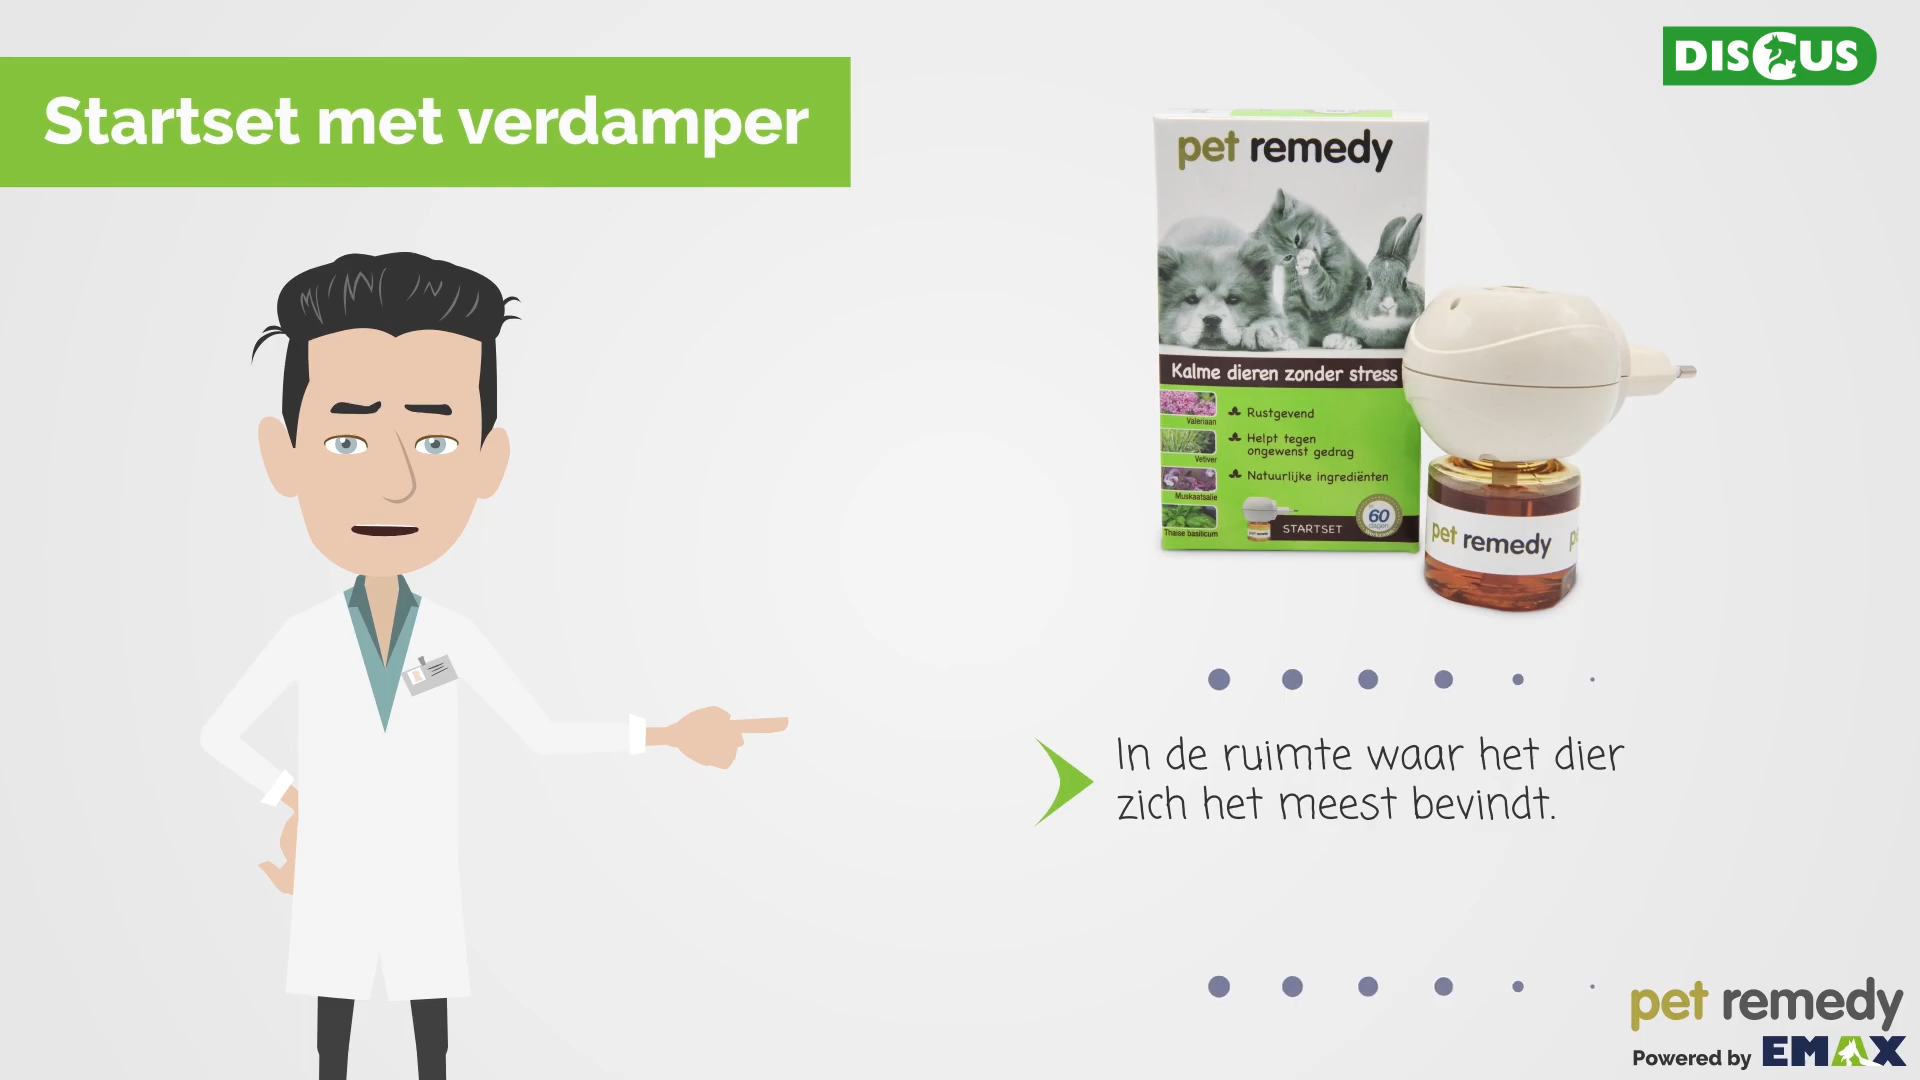 DISCUS
Startset met verdamper
pet remedy
Kalme dieren zonder stress
Valeriaan
Rustgevend
Vetiver
Helpt tegen
ongewenst gedrag
Muskaatsalie
Natuurlijke ingrediënten
Thaise basilicum
STARTSET
60
dagen
pet remedy
In de ruimte waar het dier
zich het meest bevindt.
pet remedy
Powered by EMAX